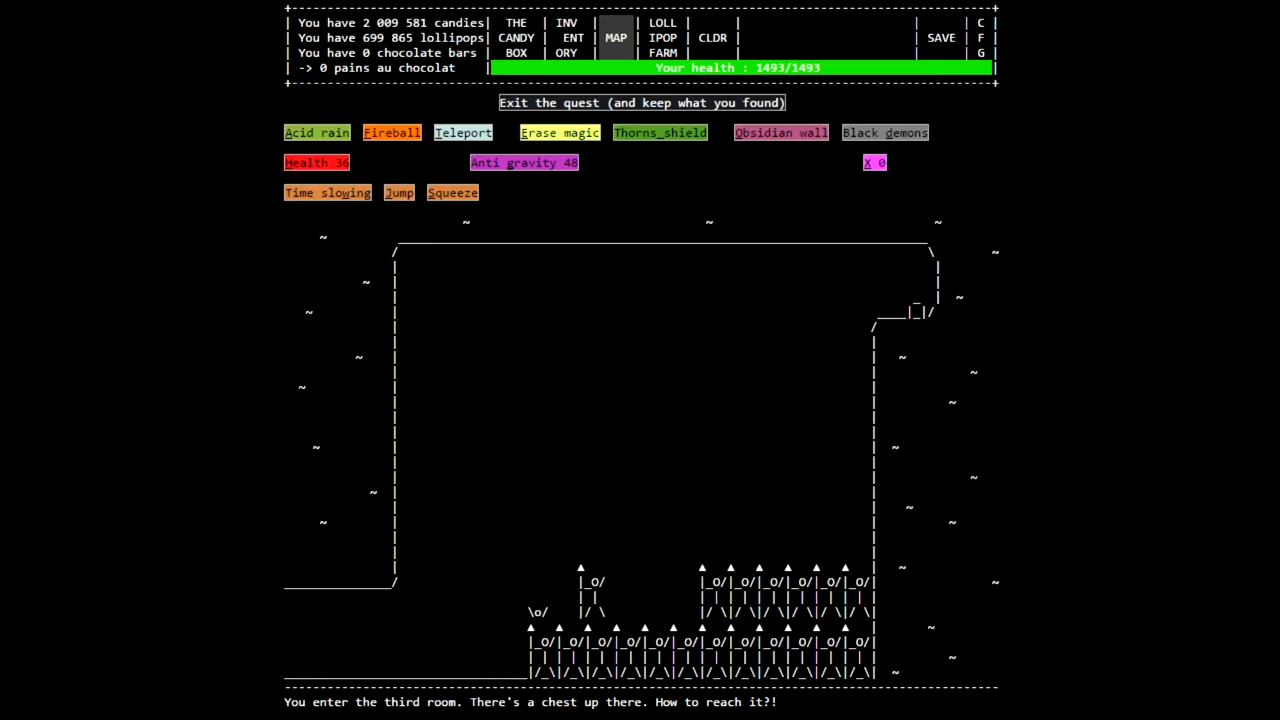 You have 2 009 581 candies THE INV LOLL C
You have 699 865 lollipops CANDY ENT MAP IPOP CLDR SAVE F
You have 0 chocolate bars BOX ORY FARM G
-> 0 pains au chocolat Your health : 1493/1493
Exit the quest (and keep what you found)
Acid rain Fireball Teleport Erase magic Thorns_shield Obsidian wall Black demons
Health 36 Anti gravity 48 X 0
Time slowing Jump Squeeze
You enter the third room. There's a chest up there. How to reach it?!